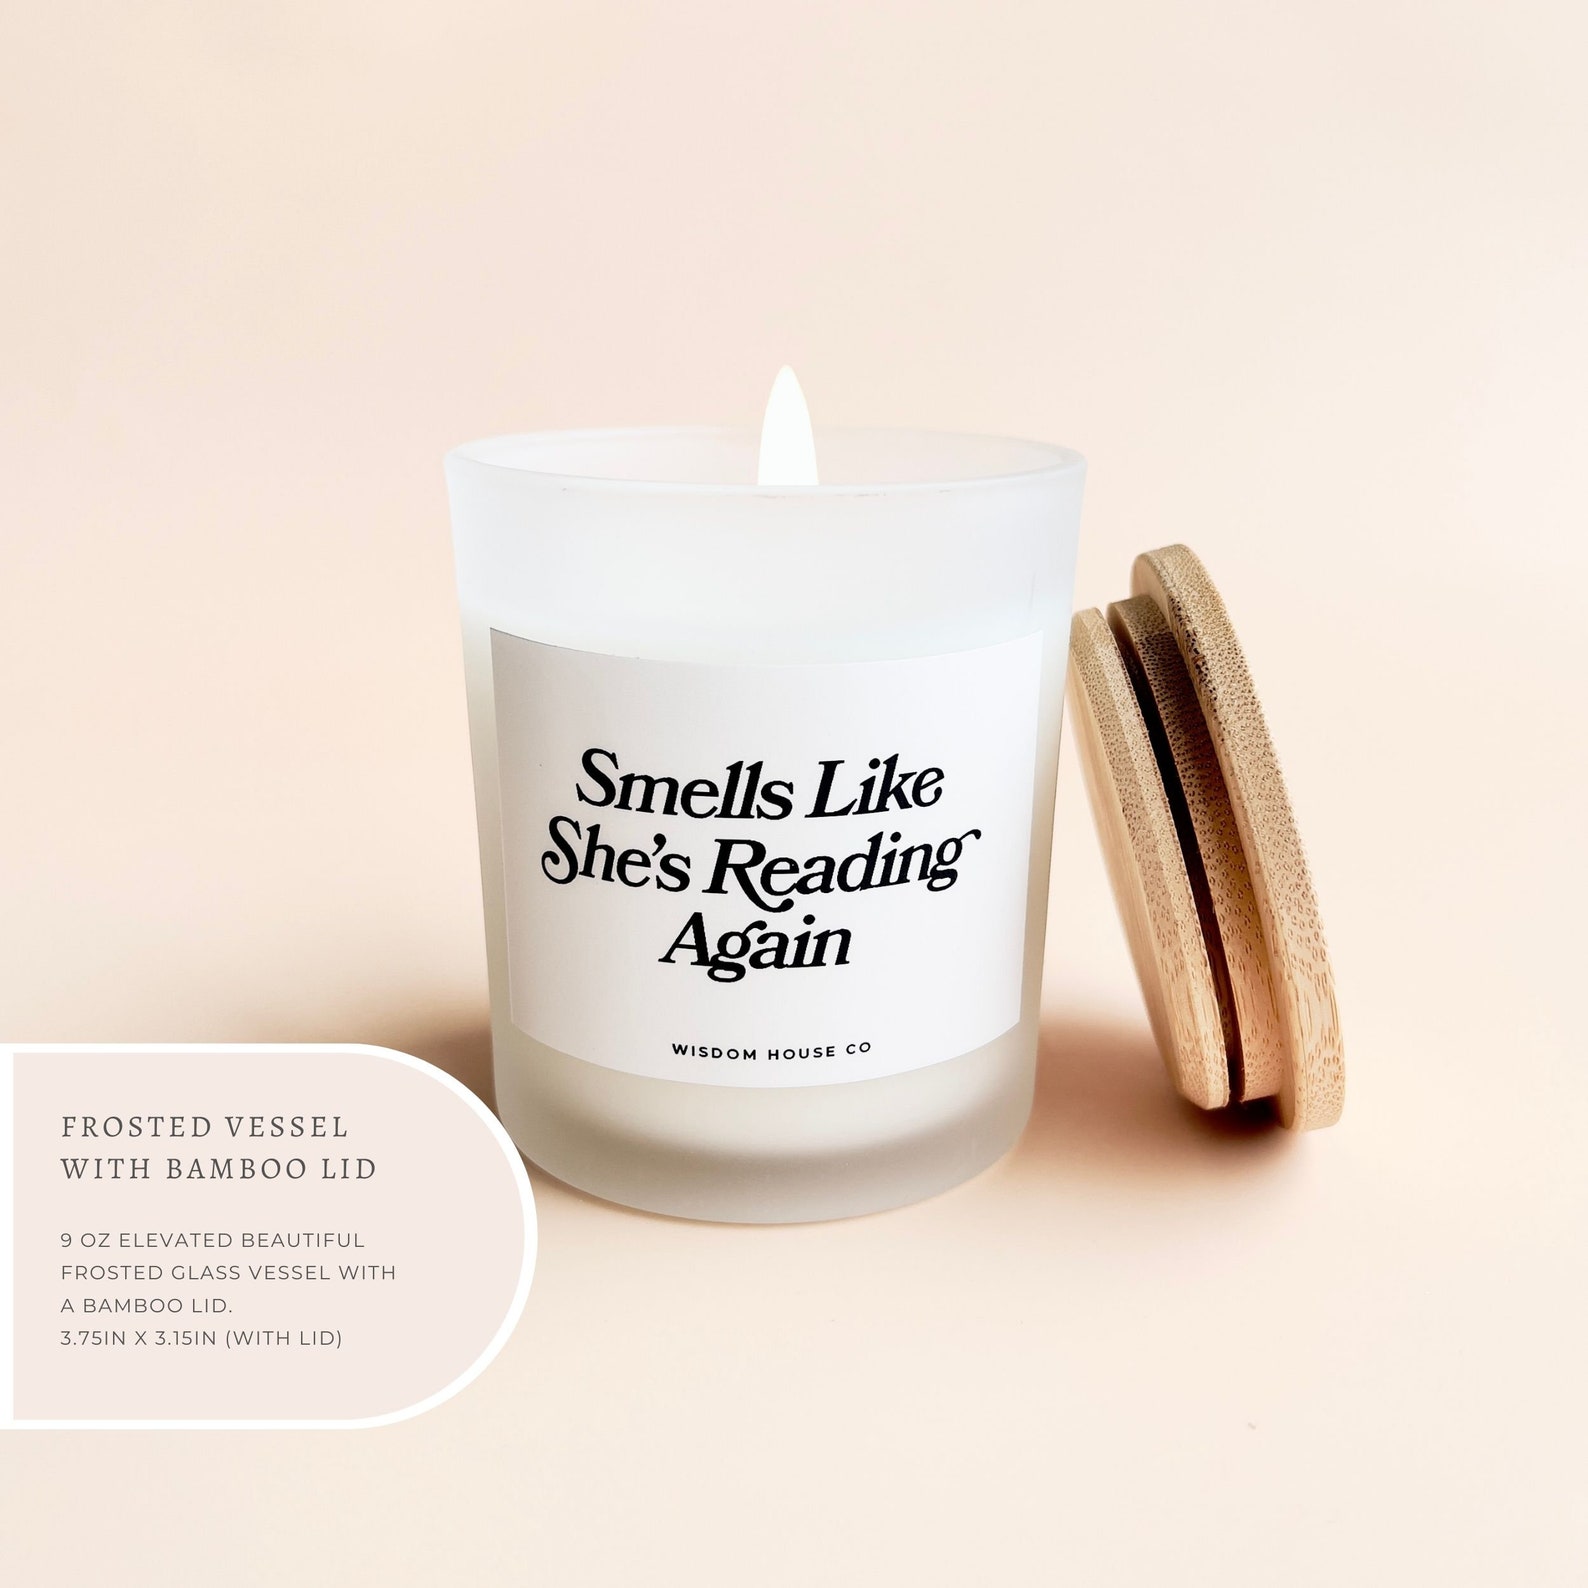 Smells Like
She's Reading
Again
WISDOM HOUSE CO
FROSTED VESSEL
WITH BAMBOO LID
9 OZ ELEVATED BEAUTIFUL
FROSTED GLASS VESSEL WITH
A BAMBOO LID.
3.75IN X 3.15IN (WITH LID)